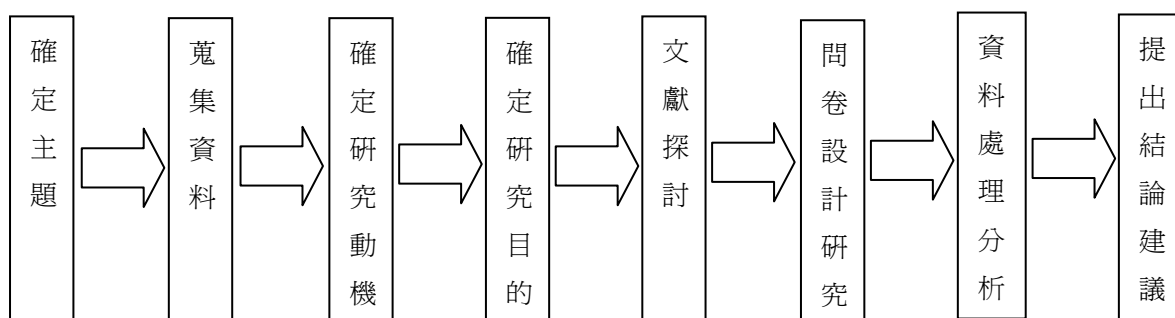 確定主題
蒐集資料
確定研究動機
確定研究目的
文獻探討
問卷設計研究
資料處理分析
提出結論建議